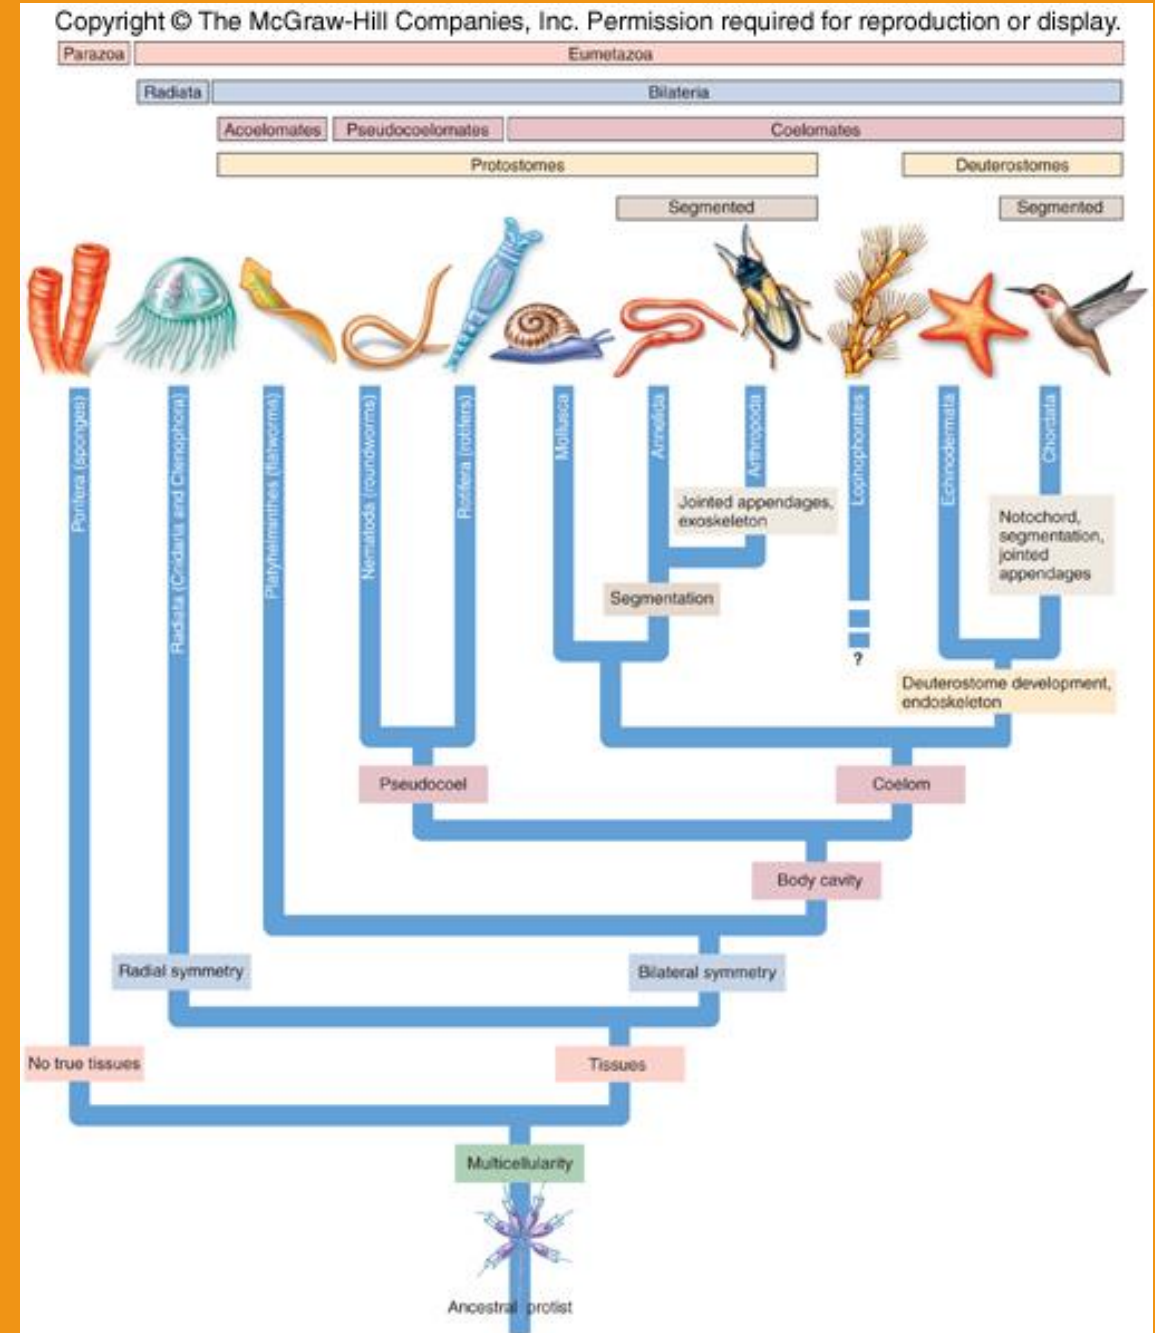 Copyright © The McGraw-Hill Companies, Inc. Permission required for reproduction or display.
Parazoa
Eumetazoa
Radiata
Bilateria
Acoelomates
Pseudocoelomates
Coelomates
Protostomes
Deuterostomes
Segmented
Segmented
Porifera (sponges)
Radiata (Cnidaria and Ctenophora)
Platyhelminthes (flatworms)
Nematoda (roundworms)
Rotifera (rotifers)
Mollusca
Annelida
Arthropoda
Lophophorates
Echinodermata
Chordata
Jointed appendages,
exoskeleton
Notochord,
segmentation,
jointed
appendages
Segmentation
?
Deuterostome development,
endoskeleton
Pseudocoel
Coelom
Body cavity
Radial symmetry
Bilateral symmetry
No true tissues
Tissues
Multicellularity
Ancestral protist